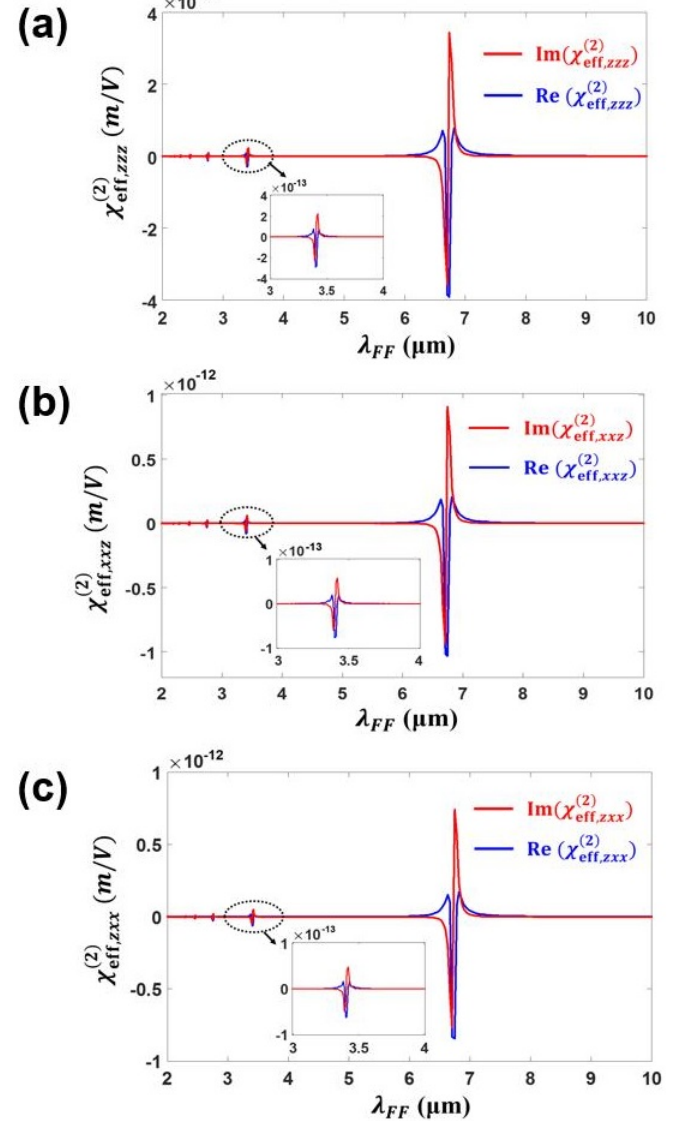 (a)
4
×10
Im(χ⁽²⁾eff,zzz)
Re (χ⁽²⁾eff,zzz)
2
χ⁽²⁾eff,zzz (m/V)
0
×10-13
4
2
0
-2
-4
3 3.5 4
-2
-4
2 3 4 5 6 7 8 9 10
λFF (μm)
(b)
1
×10-12
Im(χ⁽²⁾eff,xxz)
Re (χ⁽²⁾eff,xxz)
0.5
χ⁽²⁾eff,xxz (m/V)
0
×10-13
1
0
-1
3 3.5 4
-0.5
-1
2 3 4 5 6 7 8 9 10
λFF (μm)
(c)
1
×10-12
Im(χ⁽²⁾eff,zxx)
Re (χ⁽²⁾eff,zxx)
0.5
χ⁽²⁾eff,zxx (m/V)
0
×10-13
1
0
-1
3 3.5 4
-0.5
-1
2 3 4 5 6 7 8 9 10
λFF (μm)